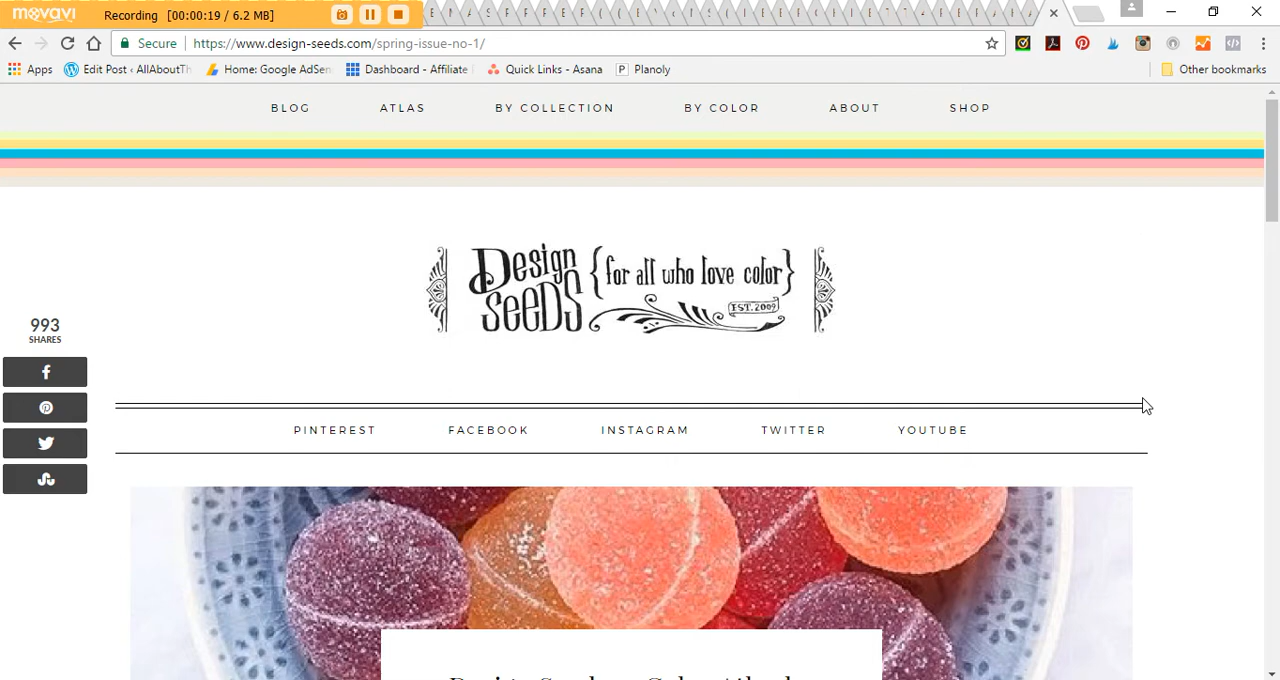 movavi Recording [00:00:19 / 6.2 MB]
Secure https://www.design-seeds.com/spring-issue-no-1/
Apps Edit Post ‹ AllAboutTh Home: Google AdSen Dashboard - Affiliate Quick Links - Asana Planoly Other bookmarks
BLOG ATLAS BY COLLECTION BY COLOR ABOUT SHOP
Design Seeds {for all who love color}
EST. 2009
993
SHARES
PINTEREST FACEBOOK INSTAGRAM TWITTER YOUTUBE